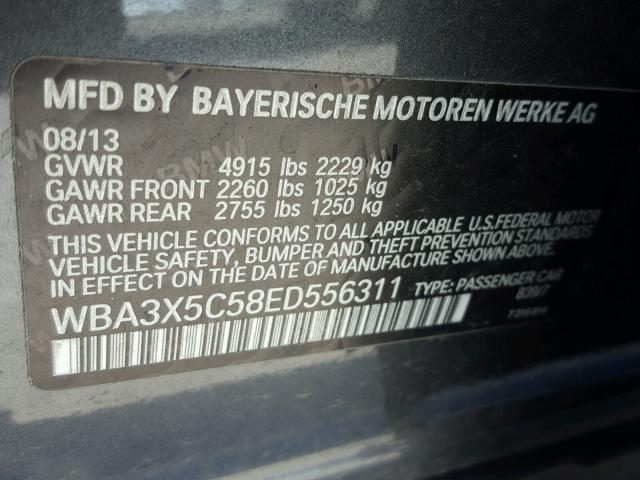 MFD BY BAYERISCHE MOTOREN WERKE AG
08/13
GVWR 4915 lbs 2229 kg
GAWR FRONT 2260 lbs 1025 kg
GAWR REAR 2755 lbs 1250 kg
THIS VEHICLE CONFORMS TO ALL APPLICABLE U.S.FEDERAL MOTOR
VEHICLE SAFETY, BUMPER AND THEFT PREVENTION STANDARDS
IN EFFECT ON THE DATE OF MANUFACTURE SHOWN ABOVE.
WBA3X5C58ED556311 TYPE: PASSENGER CAR